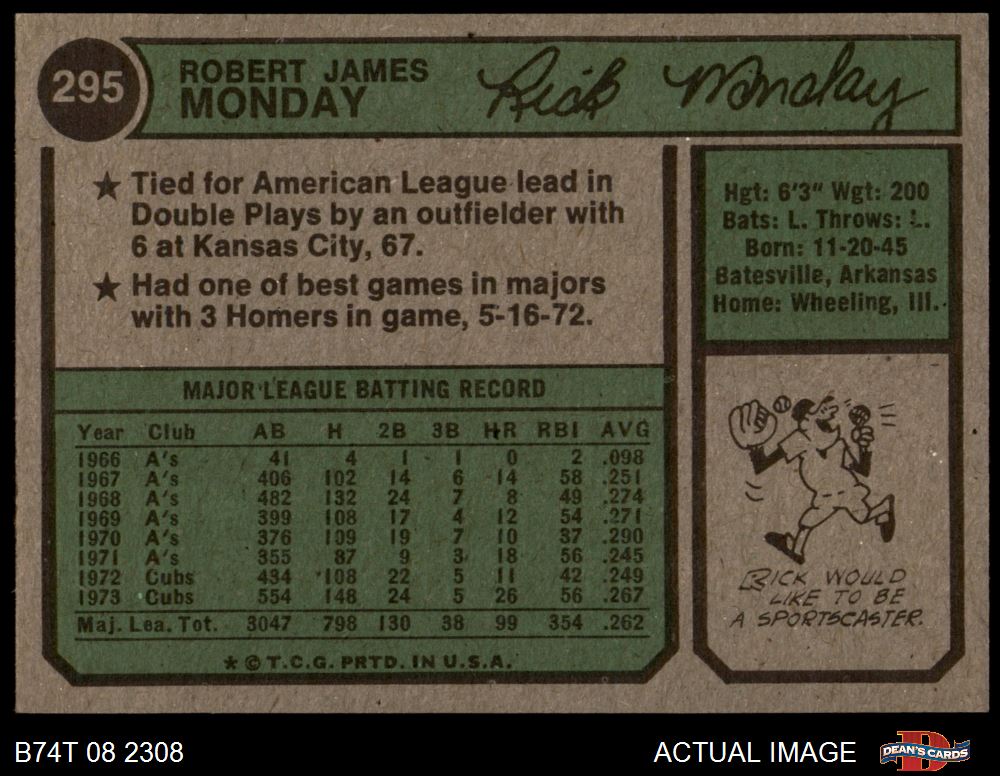 295
ROBERT JAMES
MONDAY
Rick Monday
★ Tied for American League lead in
Double Plays by an outfielder with
6 at Kansas City, 67.
★ Had one of best games in majors
with 3 Homers in game, 5-16-72.
Hgt: 6'3" Wgt: 200
Bats: L. Throws: L.
Born: 11-20-45
Batesville, Arkansas
Home: Wheeling, Ill.
MAJOR LEAGUE BATTING RECORD
Year Club AB H 2B 3B HR RBI AVG
1966 A's 41 4 1 1 0 2 .098
1967 A's 406 102 14 6 14 58 .251
1968 A's 482 132 24 7 8 49 .274
1969 A's 399 108 17 4 12 54 .271
1970 A's 376 109 19 7 10 37 .290
1971 A's 355 87 9 3 18 56 .245
1972 Cubs 434 108 22 5 11 42 .249
1973 Cubs 554 148 24 5 26 56 .267
Maj. Lea. Tot. 3047 798 130 38 99 354 .262
★ © T.C.G. PRTD. IN U.S.A.
RICK WOULD
LIKE TO BE
A SPORTSCASTER.
B74T 08 2308
ACTUAL IMAGE
DEAN'S CARDS